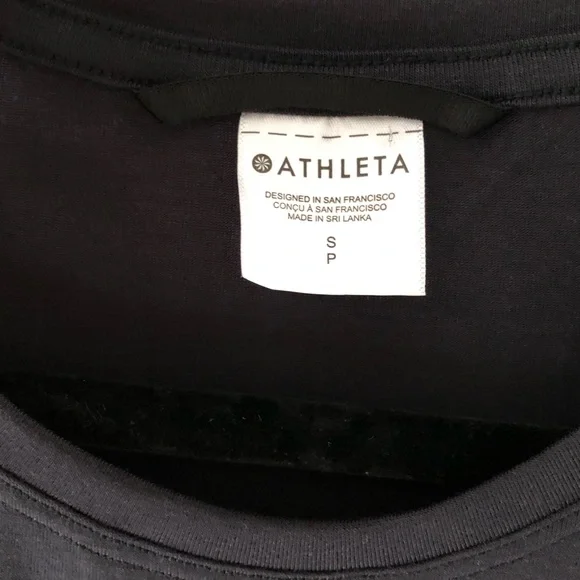 ATHLETA
DESIGNED IN SAN FRANCISCO
CONÇU À SAN FRANCISCO
MADE IN SRI LANKA
S
P